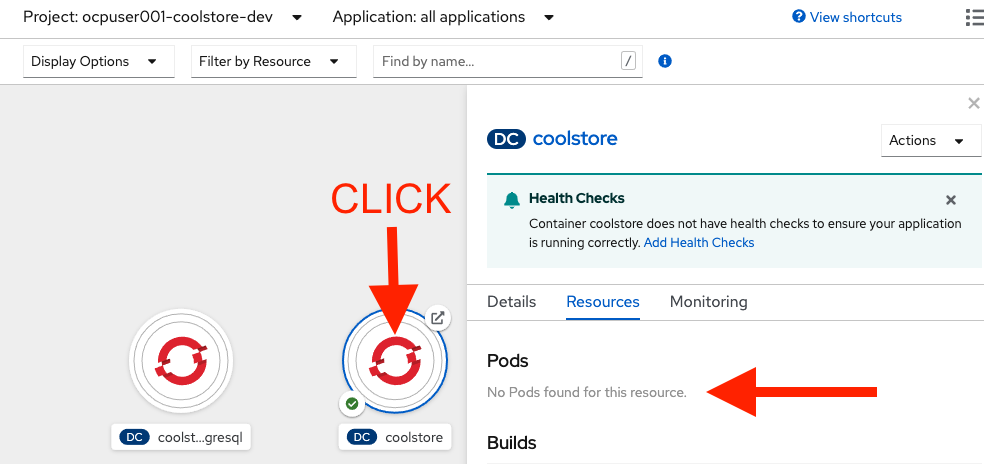 Project: ocpuser001-coolstore-dev Application: all applications View shortcuts
Display Options Filter by Resource Find by name... /
DC coolstore Actions
Health Checks
Container coolstore does not have health checks to ensure your application
is running correctly. Add Health Checks
CLICK
Details Resources Monitoring
Pods
No Pods found for this resource.
DC coolst...gresql DC coolstore
Builds